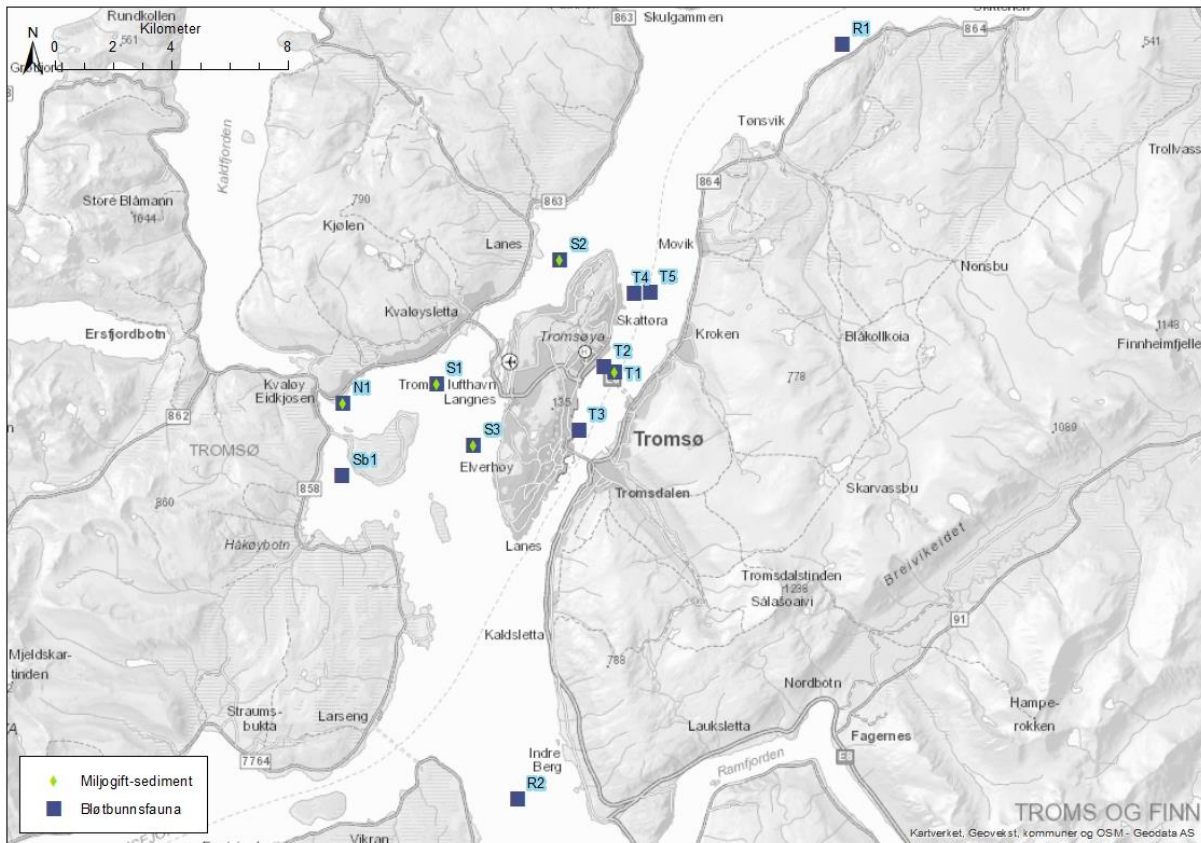 Rundkollen
561
Kilometer
0 2 4 8
N
863
Skulgammen
R1
864
541
Tønsvik
Trollvass
Kaldfjorden
Store Blåmann
1044
790
Kjølen
863
Lanes
S2
864
Movik
Nonsbu
T4 T5
Skattøra
Kvaløysletta
Ersfjordbotn
Tromsøya
H
Kroken
Blåkollkoia
1143
Finnheimfjelle
T2
T1
S1
Kvaløy
Eidkjosen
N1
Langnes
lufthavn
778
862
135
T3
Tromsø
TROMSØ
S3
Elverhøy
1089
Sb1
858
860
Tromsdalen
Skarvassbu
Håkøybotn
Lanes
Breivikeidet
Tromsdalstinden
1238
Sálašoaivi
91
Kaldsletta
Mjeldskar-
tinden
788
Nordbotn
Straums-
bukta
Larseng
Lauksletta
Hampe-
rokken
Fagernes
7764
Indre
Berg
Ramfjorden
E8
R2
Miljøgift-sediment
Bløtbunnsfauna
Vikran
TROMS OG FINN
Kartverket, Geovekst, kommuner og OSM - Geodata AS